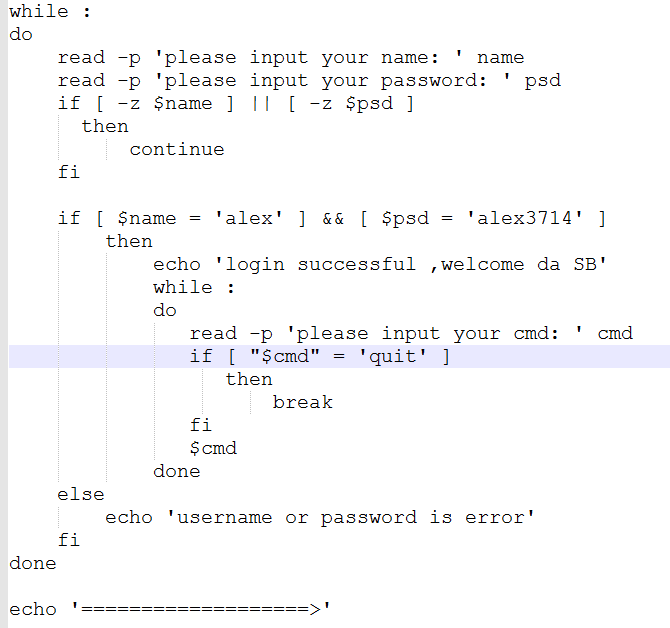 while :
do
read -p 'please input your name: ' name
read -p 'please input your password: ' psd
if [ -z $name ] || [ -z $psd ]
then
continue
fi
if [ $name = 'alex' ] && [ $psd = 'alex3714' ]
then
echo 'login successful ,welcome da SB'
while :
do
read -p 'please input your cmd: ' cmd
if [ "$cmd" = 'quit' ]
then
break
fi
$cmd
done
else
echo 'username or password is error'
fi
done
echo '===================>'